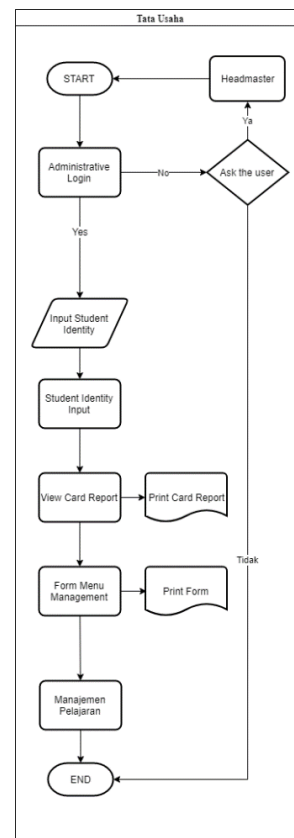 Tata Usaha
START
Headmaster
Ya
Administrative
Login
No
Ask the user
Yes
Input Student
Identity
Student Identity
Input
View Card Report
Print Card Report
Tidak
Form Menu
Management
Print Form
Manajemen
Pelajaran
END